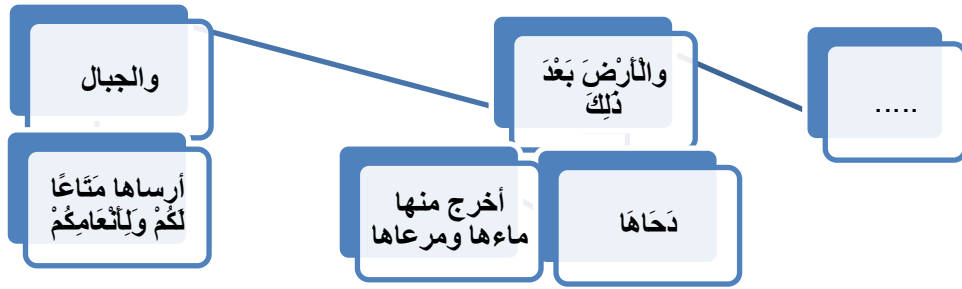 .....
والْأَرْضَ بَعْدَ
ذَٰلِكَ
والجبال
دَحَاهَا
أخرج منها
ماءها ومرعاها
أرساها مَتَاعًا
لَكُمْ وَلِأَنْعَامِكُمْ